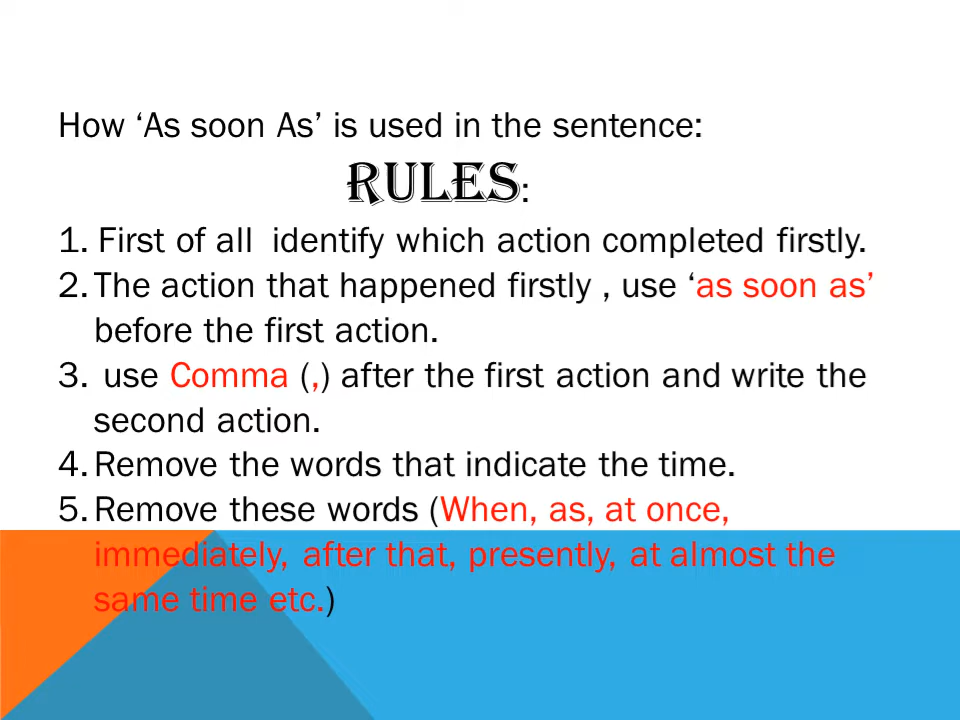 How ‘As soon As’ is used in the sentence:
RULES:
1. First of all identify which action completed firstly.
2. The action that happened firstly , use ‘as soon as’
before the first action.
3. use Comma (,) after the first action and write the
second action.
4. Remove the words that indicate the time.
5. Remove these words (When, as, at once,
immediately, after that, presently, at almost the
same time etc.)